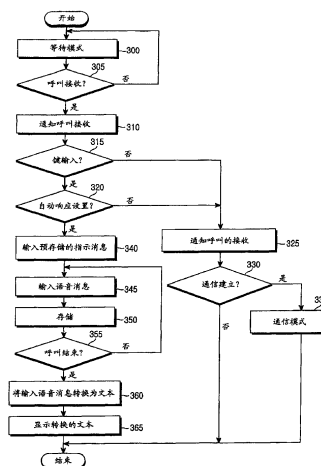 开始
等待模式
300
305
呼叫接收?
否
是
通知呼叫接收
310
315
键输入?
否
是
320
自动响应设置?
否
是
输入预存储的指示消息
340
通知呼叫的接收
325
330
通信建立?
是
否
通信模式
输入语音消息
345
存储
350
355
呼叫结束?
否
是
将输入语音消息转换为文本
360
显示转换的文本
365
结束